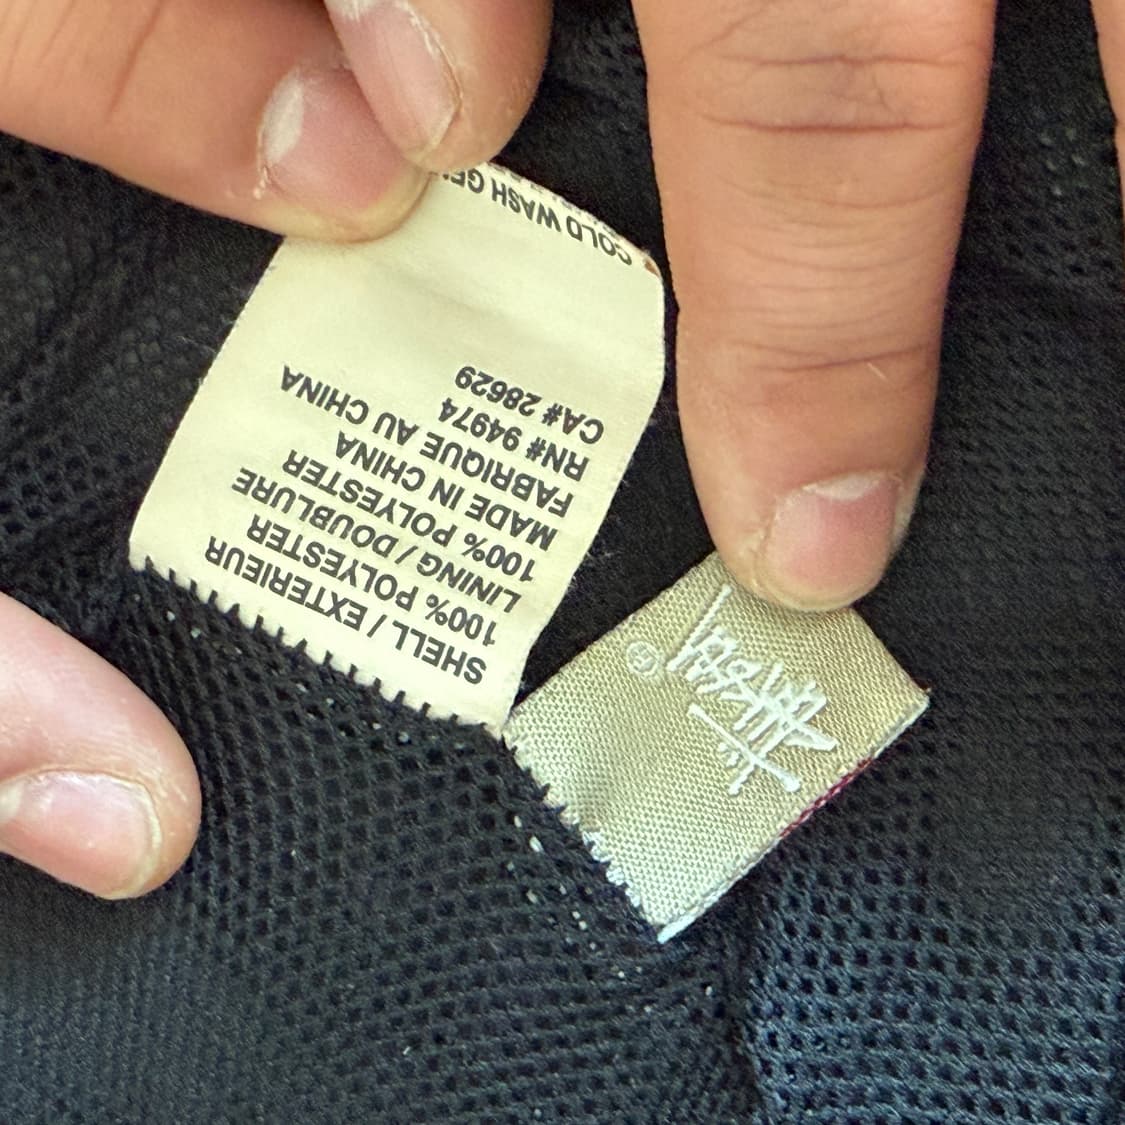 SHELL / EXTERIEUR
100% POLYESTER
LINING / DOUBLURE
100% POLYESTER
MADE IN CHINA
FABRIQUE AU CHINA
RN# 94974
CA# 28629
COLD WASH
Stüssy
®